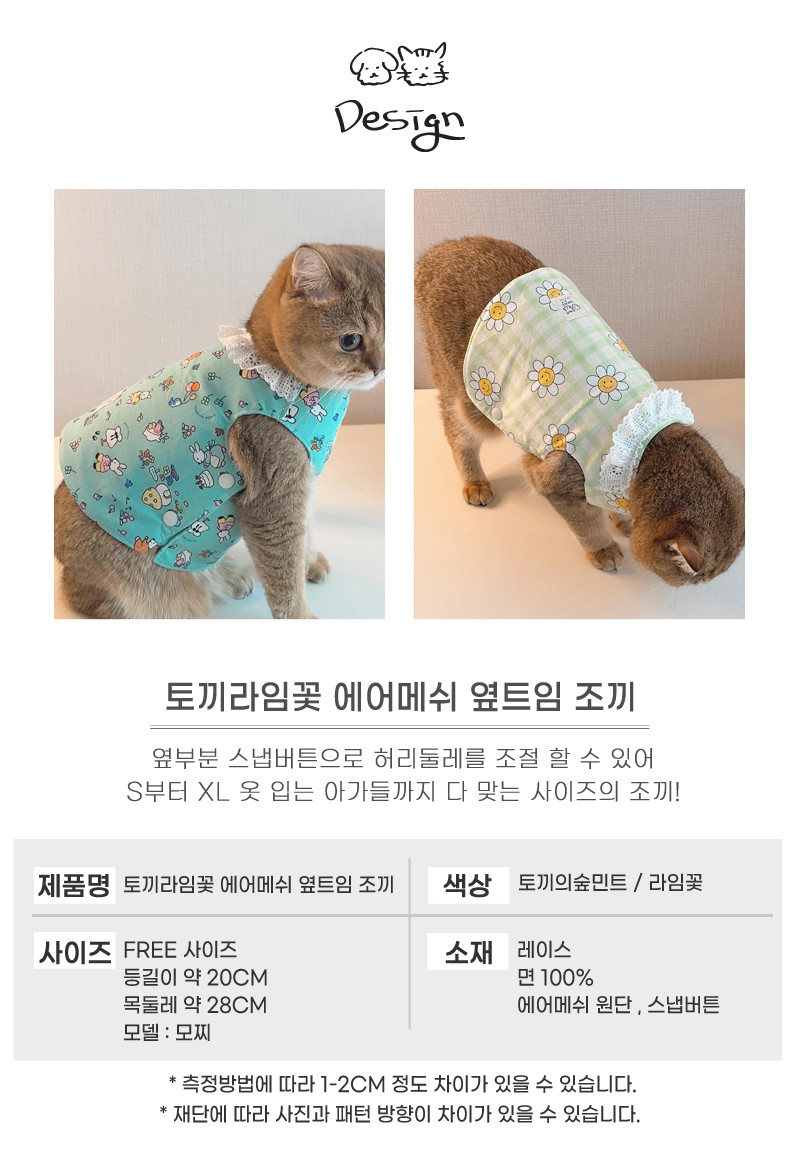 Design
토끼라임꽃 에어메쉬 옆트임 조끼
옆부분 스냅버튼으로 허리둘레를 조절 할 수 있어
S부터 XL 옷 입는 아가들까지 다 맞는 사이즈의 조끼!
제품명 토끼라임꽃 에어메쉬 옆트임 조끼
색상 토끼의숲민트 / 라임꽃
사이즈 FREE 사이즈
등길이 약 20CM
목둘레 약 28CM
모델 : 모찌
소재 레이스
면 100%
에어메쉬 원단 , 스냅버튼
* 측정방법에 따라 1-2CM 정도 차이가 있을 수 있습니다.
* 재단에 따라 사진과 패턴 방향이 차이가 있을 수 있습니다.